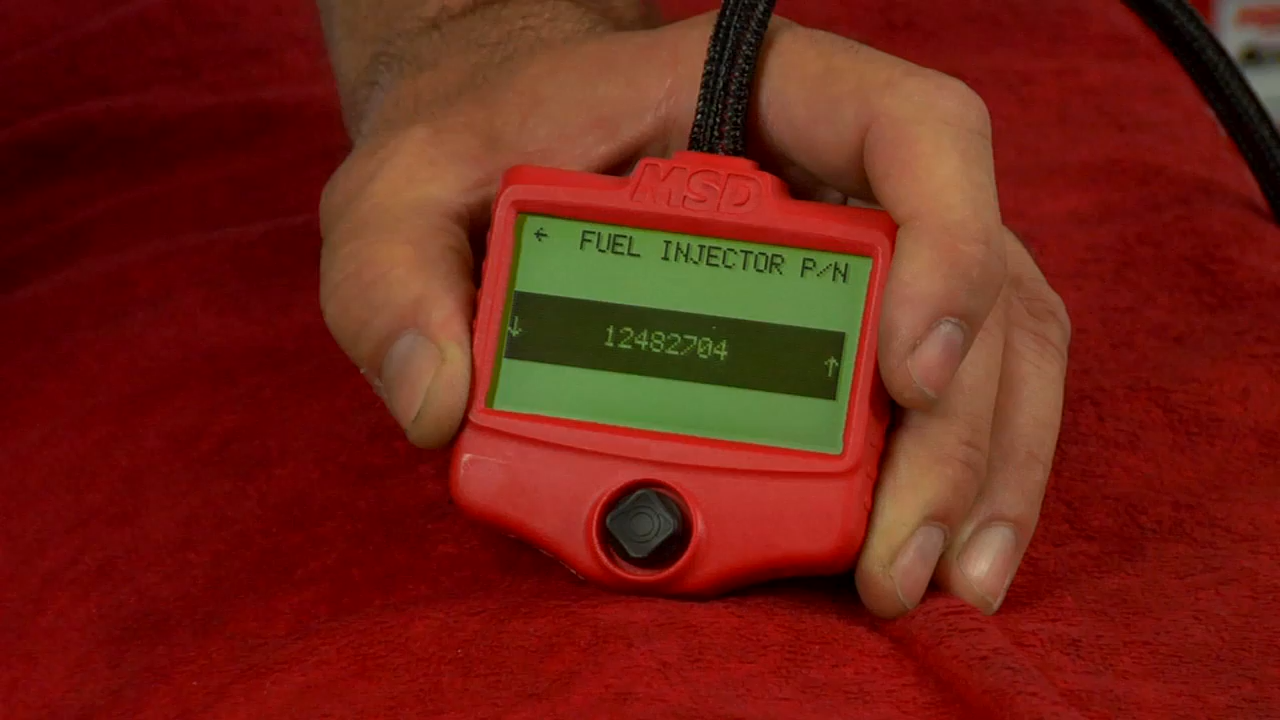 MSD
← FUEL INJECTOR P/N
↓ 12482704 ↑